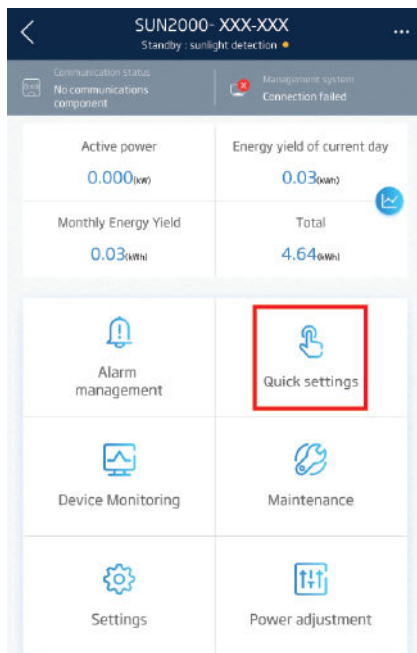 SUN2000- XXX-XXX
Standby : sunlight detection
Communication status
No communications
component
Management system
Connection failed
Active power
0.000(kW)
Energy yield of current day
0.03(kWh)
Monthly Energy Yield
0.03(kWh)
Total
4.64(kWh)
Alarm
management
Quick settings
Device Monitoring
Maintenance
Settings
Power adjustment